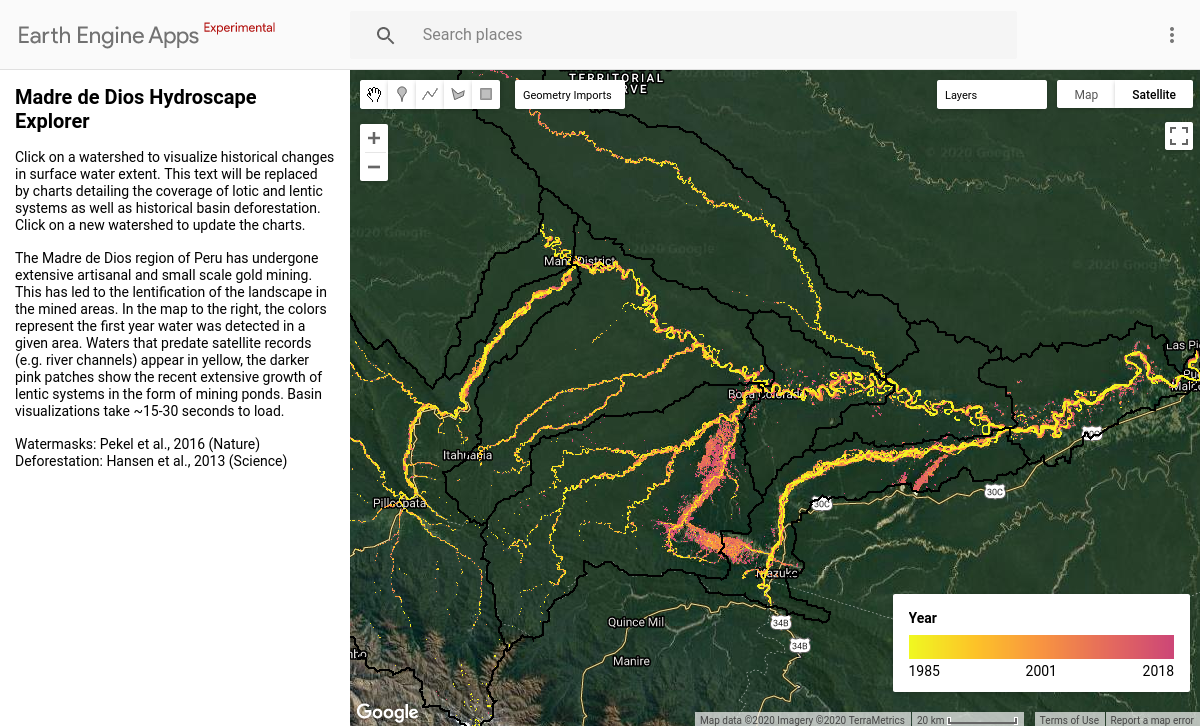 Earth Engine Apps Experimental
Search places
Madre de Dios Hydroscape
Explorer
Click on a watershed to visualize historical changes
in surface water extent. This text will be replaced
by charts detailing the coverage of lotic and lentic
systems as well as historical basin deforestation.
Click on a new watershed to update the charts.
The Madre de Dios region of Peru has undergone
extensive artisanal and small scale gold mining.
This has led to the lentification of the landscape in
the mined areas. In the map to the right, the colors
represent the first year water was detected in a
given area. Waters that predate satellite records
(e.g. river channels) appear in yellow, the darker
pink patches show the recent extensive growth of
lentic systems in the form of mining ponds. Basin
visualizations take ~15-30 seconds to load.
Watermasks: Pekel et al., 2016 (Nature)
Deforestation: Hansen et al., 2013 (Science)
TERRITORIAL
Geometry Imports
Layers
Map
Satellite
+
−
© 2020 Google
2020 Google
2020 Google
© 2020 Google
District
Las Pi
Boca Colorado
Itahuania
Pillcopata
30C
30C
Mazuko
Quince Mil
34B
34B
Manire
Year
1985
2001
2018
Google
Map data ©2020 Imagery ©2020 TerraMetrics
20 km
Terms of Use
Report a map error